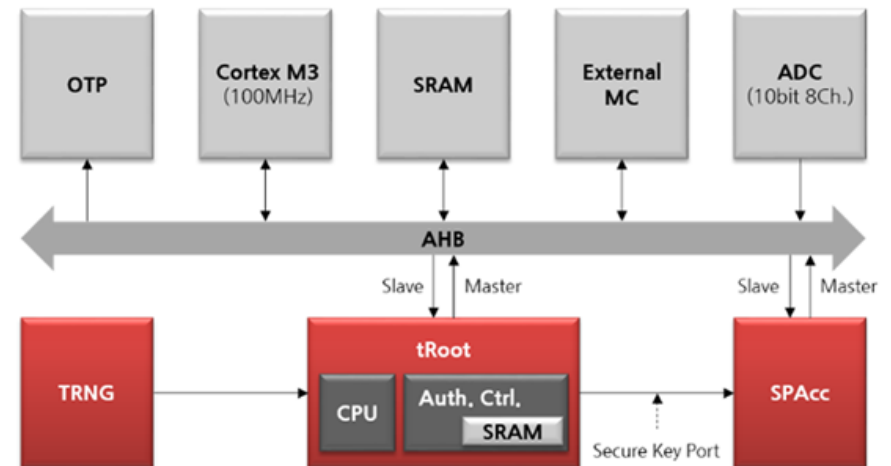 OTP
Cortex M3
(100MHz)
SRAM
External
MC
ADC
(10bit 8Ch.)
AHB
Slave
Master
Slave
Master
TRNG
tRoot
CPU
Auth. Ctrl.
SRAM
SPAcc
Secure Key Port